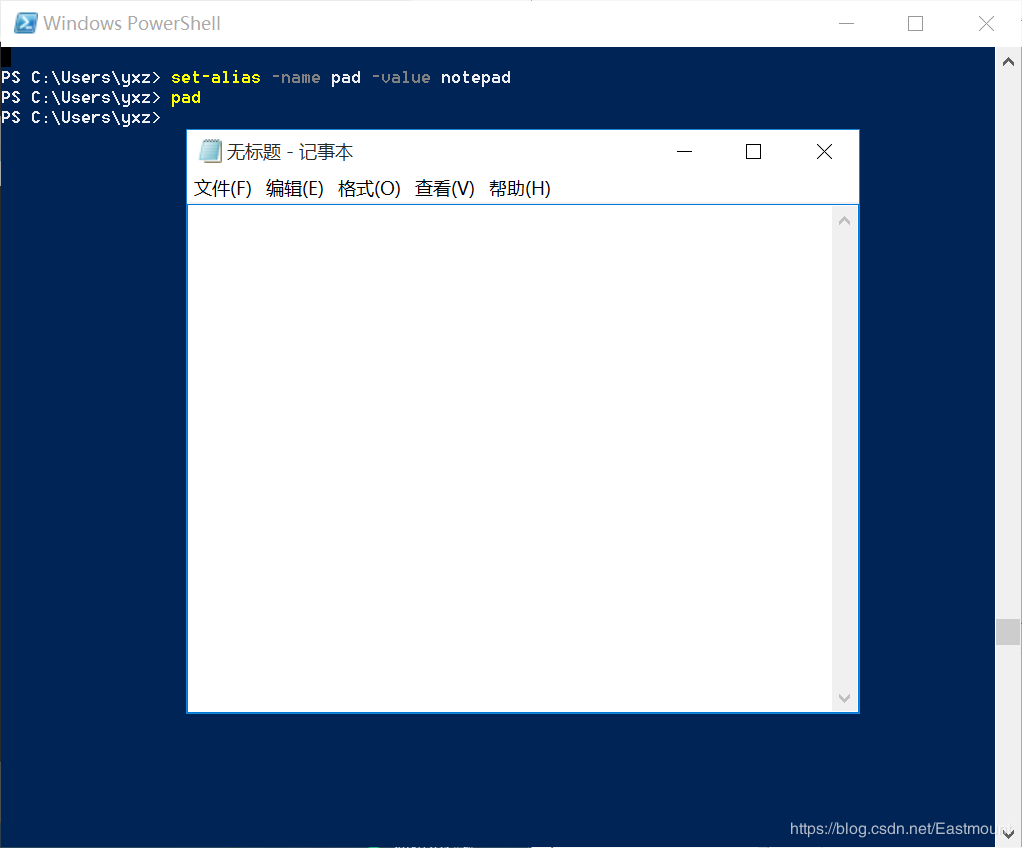 Windows PowerShell
PS C:\Users\yxz> set-alias -name pad -value notepad
PS C:\Users\yxz> pad
PS C:\Users\yxz>
无标题 - 记事本
文件(F) 编辑(E) 格式(O) 查看(V) 帮助(H)
https://blog.csdn.net/Eastmount